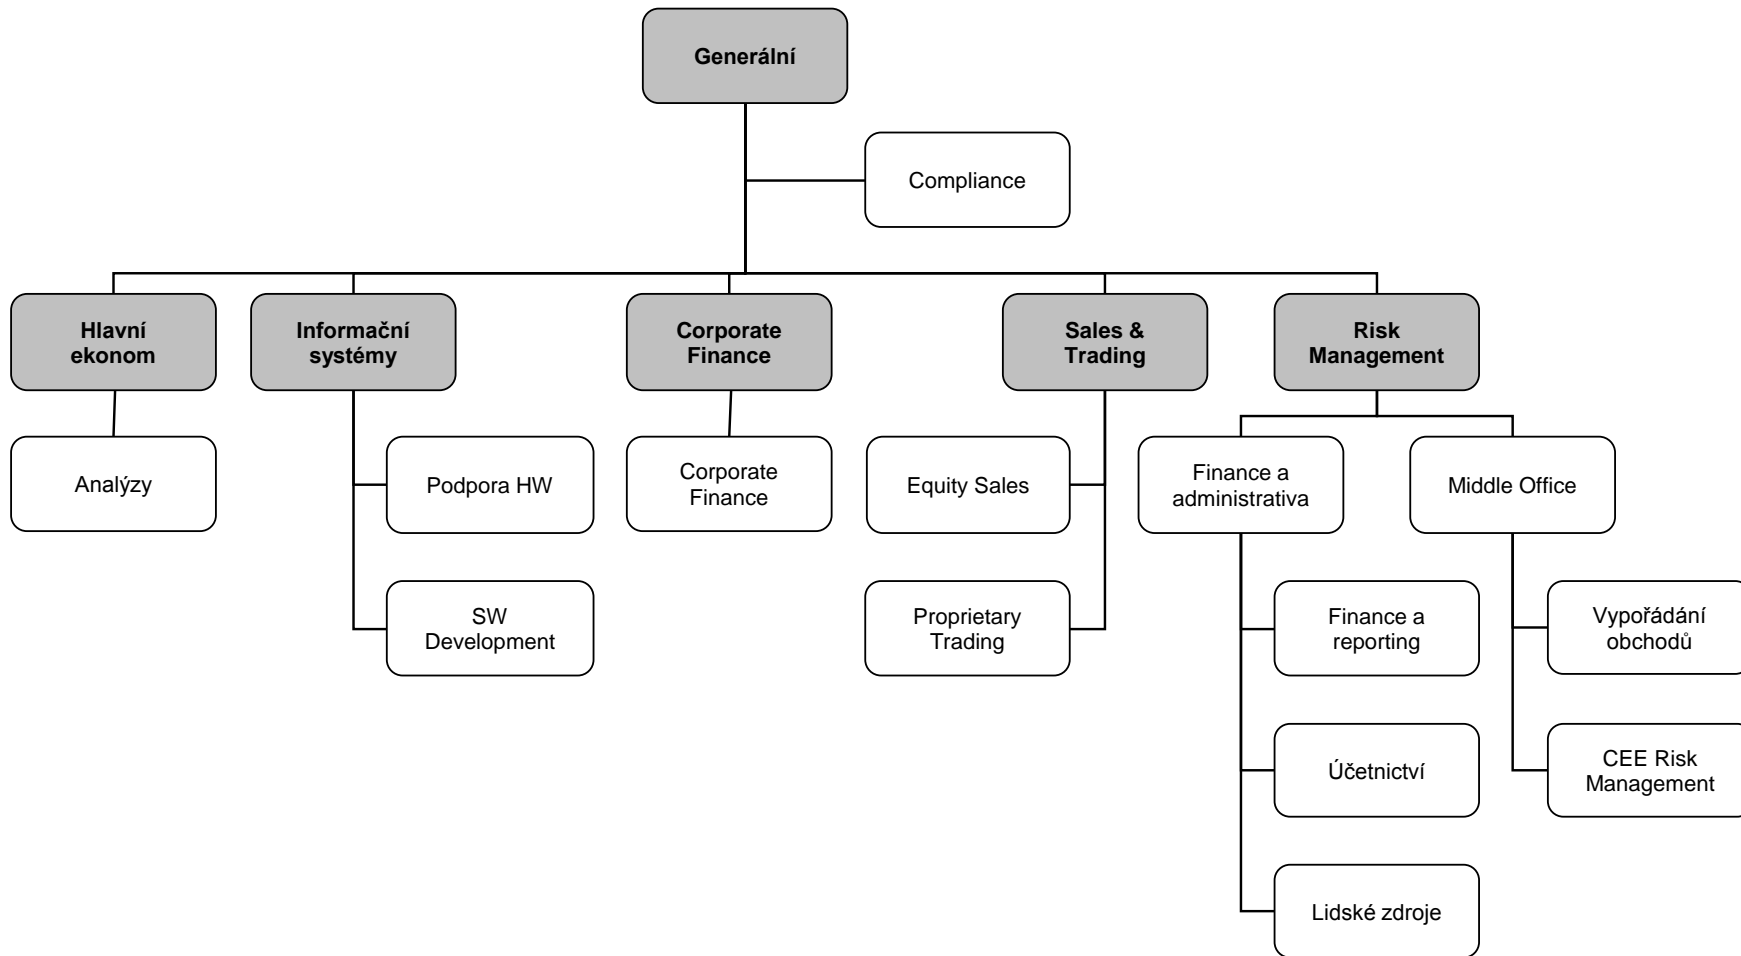 Generální
Compliance
Hlavní
ekonom
Informační
systémy
Corporate
Finance
Sales &
Trading
Risk
Management
Analýzy
Podpora HW
Corporate
Finance
Equity Sales
Finance a
administrativa
Middle Office
SW
Development
Proprietary
Trading
Finance a
reporting
Vypořádání
obchodů
Účetnictví
CEE Risk
Management
Lidské zdroje